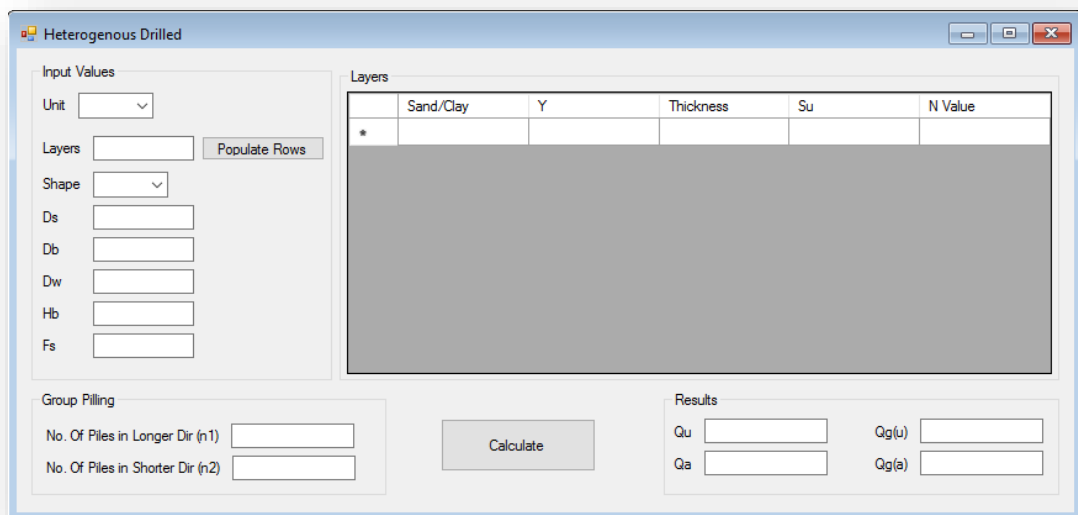 Heterogenous Drilled
Input Values
Unit
Layers
Populate Rows
Shape
Ds
Db
Dw
Hb
Fs
Layers
Sand/Clay Y Thickness Su N Value
*
Group Pilling
No. Of Piles in Longer Dir (n1)
No. Of Piles in Shorter Dir (n2)
Calculate
Results
Qu Qg(u)
Qa Qg(a)